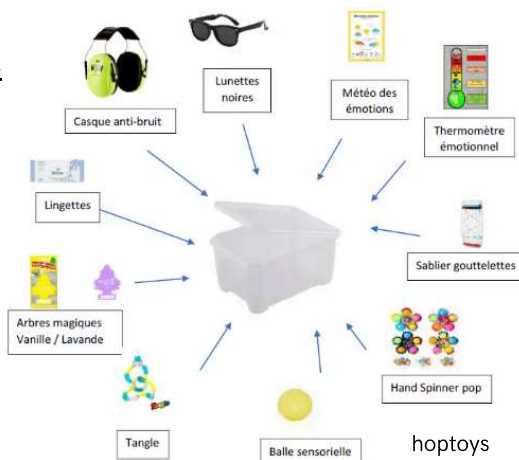 Casque anti-bruit
Lunettes
noires
Météo des
émotions
Thermomètre
émotionnel
Lingettes
Sablier gouttelettes
Arbres magiques
Vanille / Lavande
Hand Spinner pop
Tangle
Balle sensorielle
hoptoys